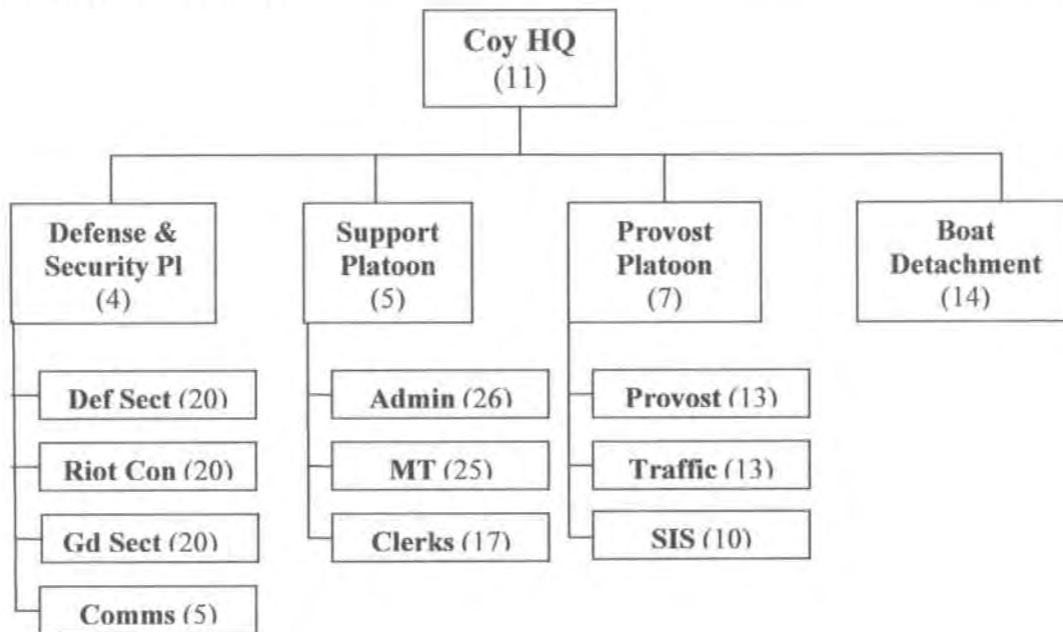 Coy HQ
(11)
Defense &
Security Pl
(4)
Support
Platoon
(5)
Provost
Platoon
(7)
Boat
Detachment
(14)
Def Sect (20)
Riot Con (20)
Gd Sect (20)
Comms (5)
Admin (26)
MT (25)
Clerks (17)
Provost (13)
Traffic (13)
SIS (10)